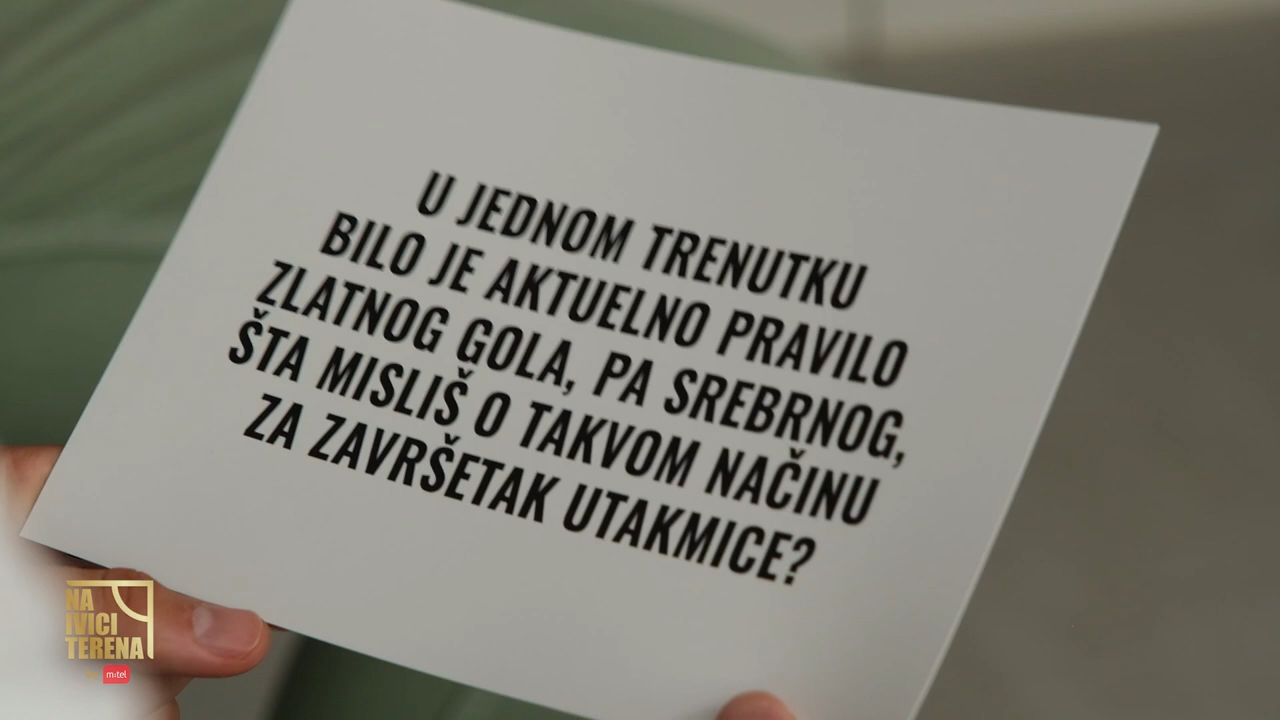 U JEDNOM TRENUTKU
BILO JE AKTUELNO PRAVILO
ZLATNOG GOLA, PA SREBRNOG,
ŠTA MISLIŠ O TAKVOM NAČINU
ZA ZAVRŠETAK UTAKMICE?
NA
IVICI
TERENA
m:tel